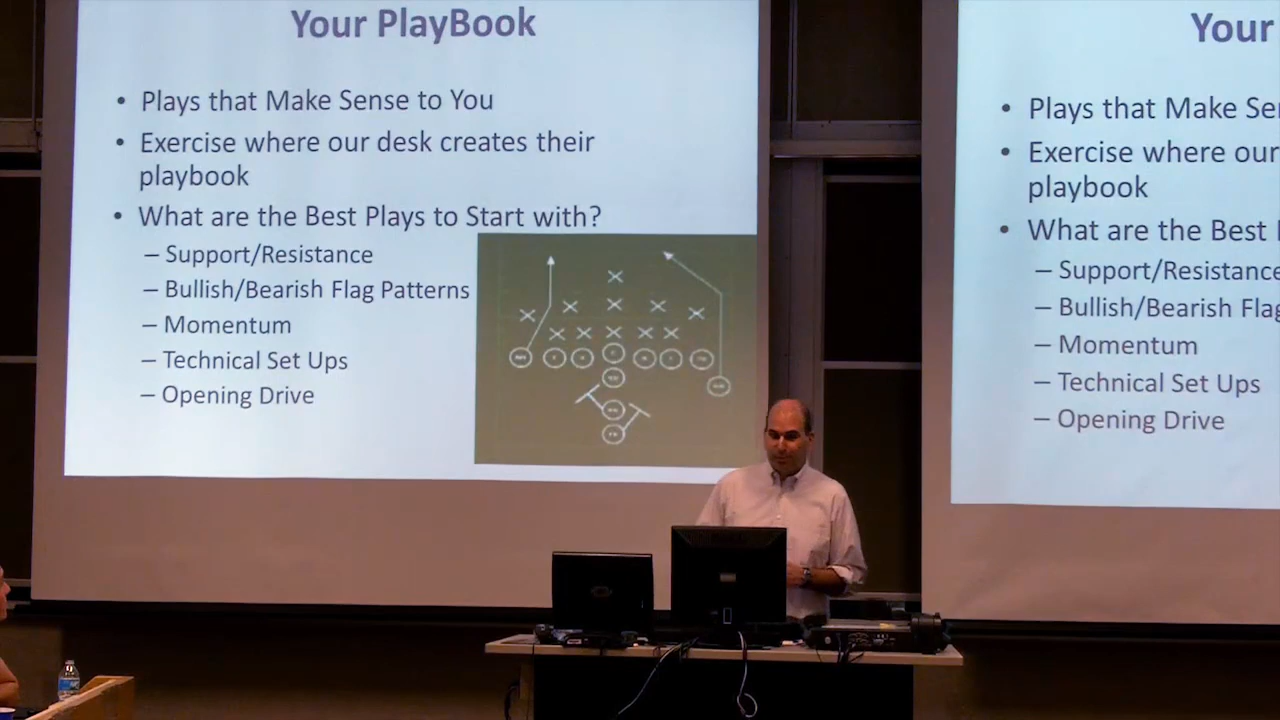 Your PlayBook
• Plays that Make Sense to You
• Exercise where our desk creates their
playbook
• What are the Best Plays to Start with?
– Support/Resistance
– Bullish/Bearish Flag Patterns
– Momentum
– Technical Set Ups
– Opening Drive
Your
• Plays that Make Se
• Exercise where our
playbook
• What are the Best
– Support/Resistance
– Bullish/Bearish Flag
– Momentum
– Technical Set Ups
– Opening Drive